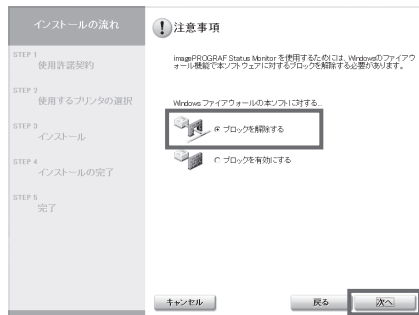 インストールの流れ
STEP 1
使用許諾契約
STEP 2
使用するプリンタの選択
STEP 3
インストール
STEP 4
インストールの完了
STEP 5
完了
注意事項
imagePROGRAF Status Monitor を使用するためには、Windowsのファイアウ
ォール機能で本ソフトウェアに対するブロックを解除する必要があります。
Windows ファイアウォールの本ソフトに対する...
ブロックを解除する
ブロックを有効にする
キャンセル
戻る
次へ